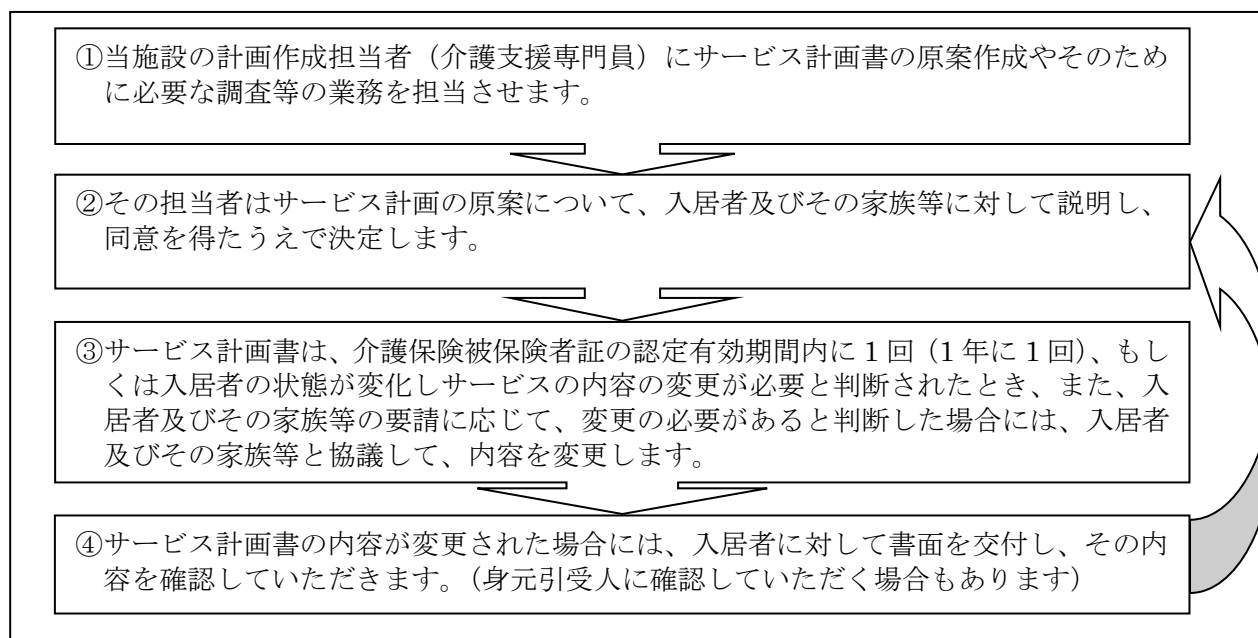 ①当施設の計画作成担当者（介護支援専門員）にサービス計画書の原案作成やそのため
に必要な調査等の業務を担当させます。
②その担当者はサービス計画の原案について、入居者及びその家族等に対して説明し、
同意を得たうえで決定します。
③サービス計画書は、介護保険被保険者証の認定有効期間内に 1 回（1 年に 1 回）、もし
くは入居者の状態が変化しサービスの内容の変更が必要と判断されたとき、また、入
居者及びその家族等の要請に応じて、変更の必要があると判断した場合には、入居者
及びその家族等と協議して、内容を変更します。
④サービス計画書の内容が変更された場合には、入居者に対して書面を交付し、その内
容を確認していただきます。（身元引受人に確認していただく場合もあります）